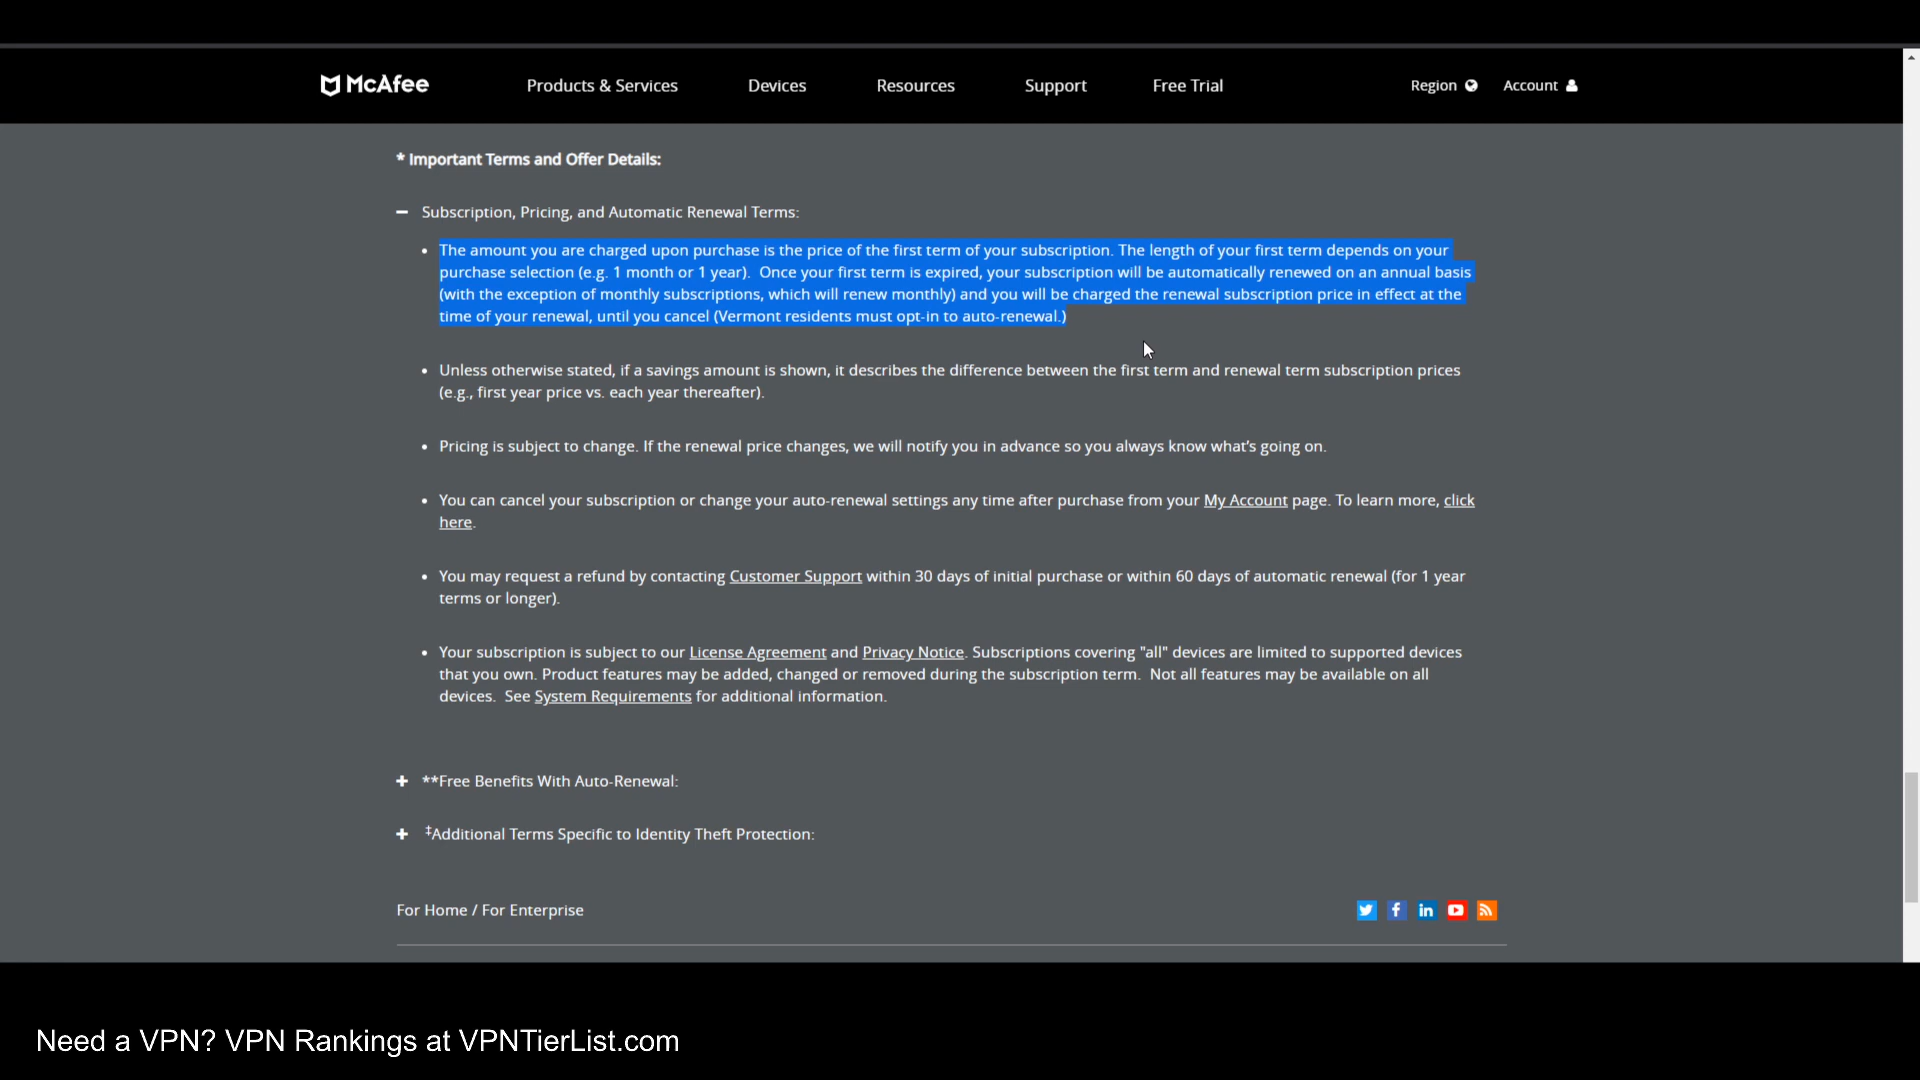 McAfee
Products & Services
Devices
Resources
Support
Free Trial
Region
Account
* Important Terms and Offer Details:
Subscription, Pricing, and Automatic Renewal Terms:
The amount you are charged upon purchase is the price of the first term of your subscription. The length of your first term depends on your
purchase selection (e.g. 1 month or 1 year).  Once your first term is expired, your subscription will be automatically renewed on an annual basis
(with the exception of monthly subscriptions, which will renew monthly) and you will be charged the renewal subscription price in effect at the
time of your renewal, until you cancel (Vermont residents must opt-in to auto-renewal.)
Unless otherwise stated, if a savings amount is shown, it describes the difference between the first term and renewal term subscription prices
(e.g., first year price vs. each year thereafter).
Pricing is subject to change. If the renewal price changes, we will notify you in advance so you always know what's going on.
You can cancel your subscription or change your auto-renewal settings any time after purchase from your My Account page. To learn more, click
here.
You may request a refund by contacting Customer Support within 30 days of initial purchase or within 60 days of automatic renewal (for 1 year
terms or longer).
Your subscription is subject to our License Agreement and Privacy Notice. Subscriptions covering "all" devices are limited to supported devices
that you own. Product features may be added, changed or removed during the subscription term.  Not all features may be available on all
devices.  See System Requirements for additional information.
**Free Benefits With Auto-Renewal:
‡Additional Terms Specific to Identity Theft Protection:
For Home / For Enterprise
Need a VPN? VPN Rankings at VPNTierList.com